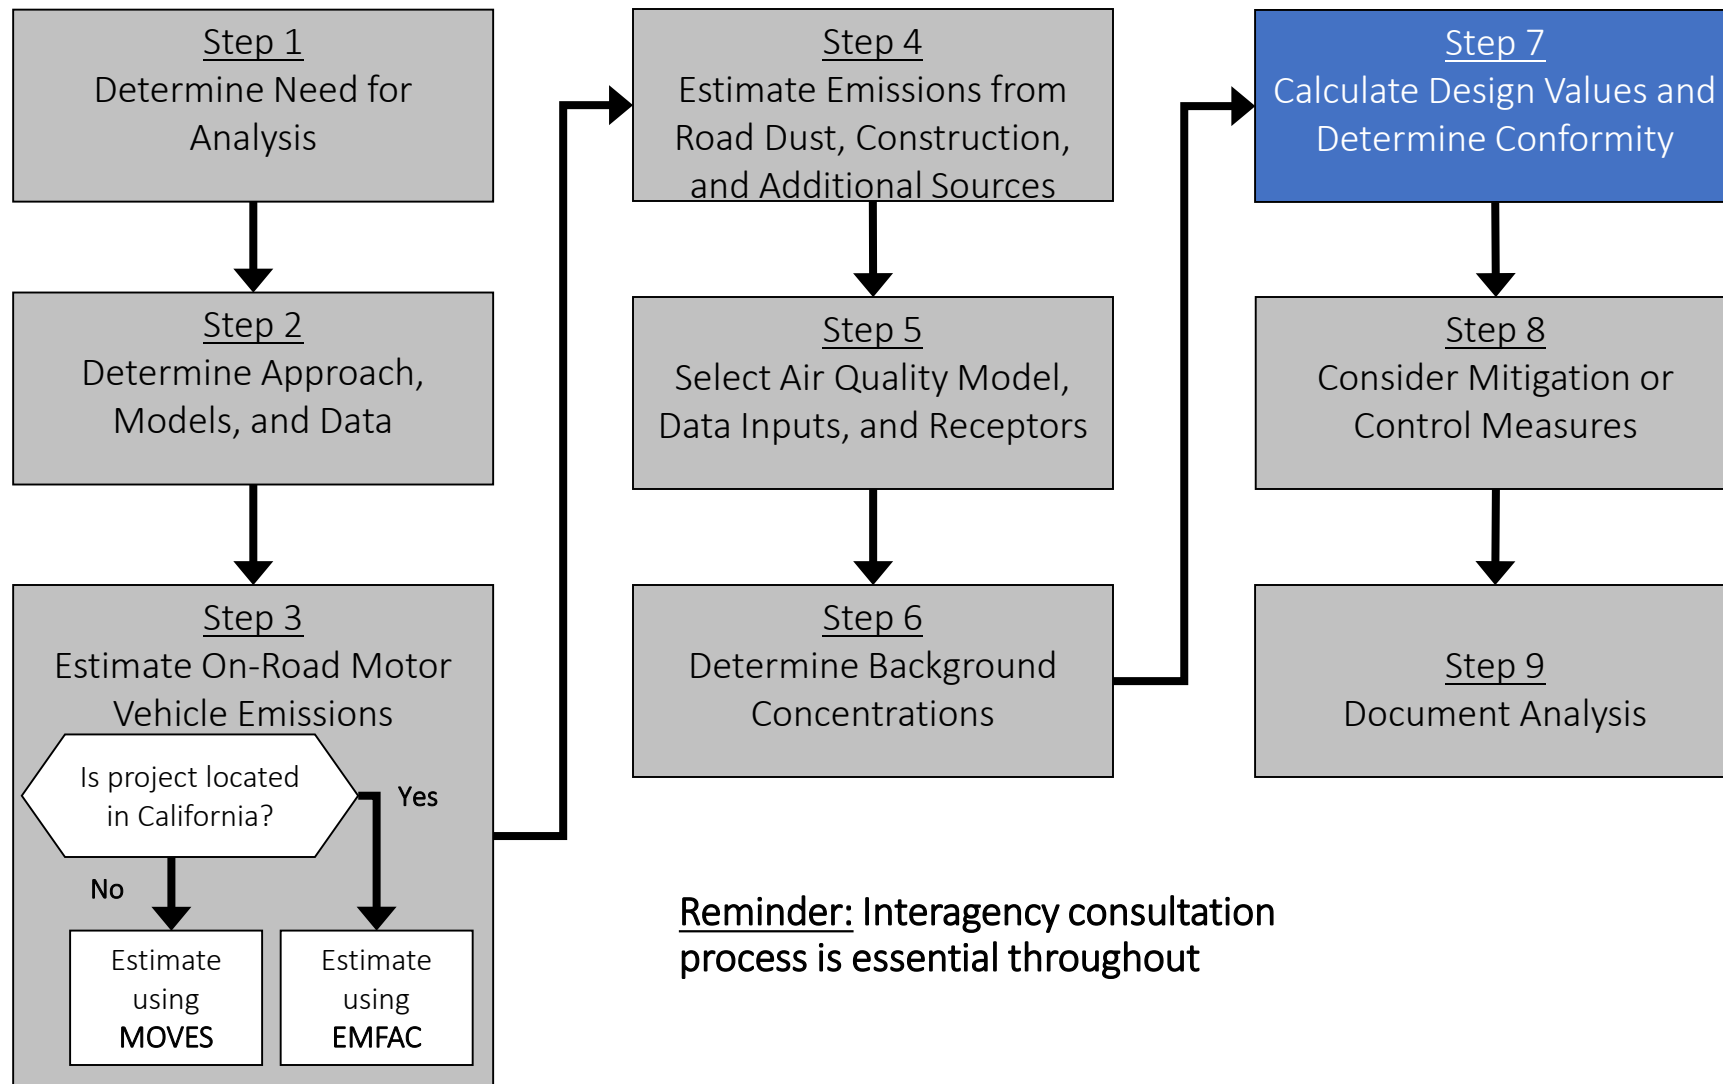 Step 1
Determine Need for
Analysis
Step 2
Determine Approach,
Models, and Data
Step 3
Estimate On-Road Motor
Vehicle Emissions
Is project located
in California?
Yes
No
Estimate
using
MOVES
Estimate
using
EMFAC
Step 4
Estimate Emissions from
Road Dust, Construction,
and Additional Sources
Step 5
Select Air Quality Model,
Data Inputs, and Receptors
Step 6
Determine Background
Concentrations
Step 7
Calculate Design Values and
Determine Conformity
Step 8
Consider Mitigation or
Control Measures
Step 9
Document Analysis
Reminder: Interagency consultation
process is essential throughout